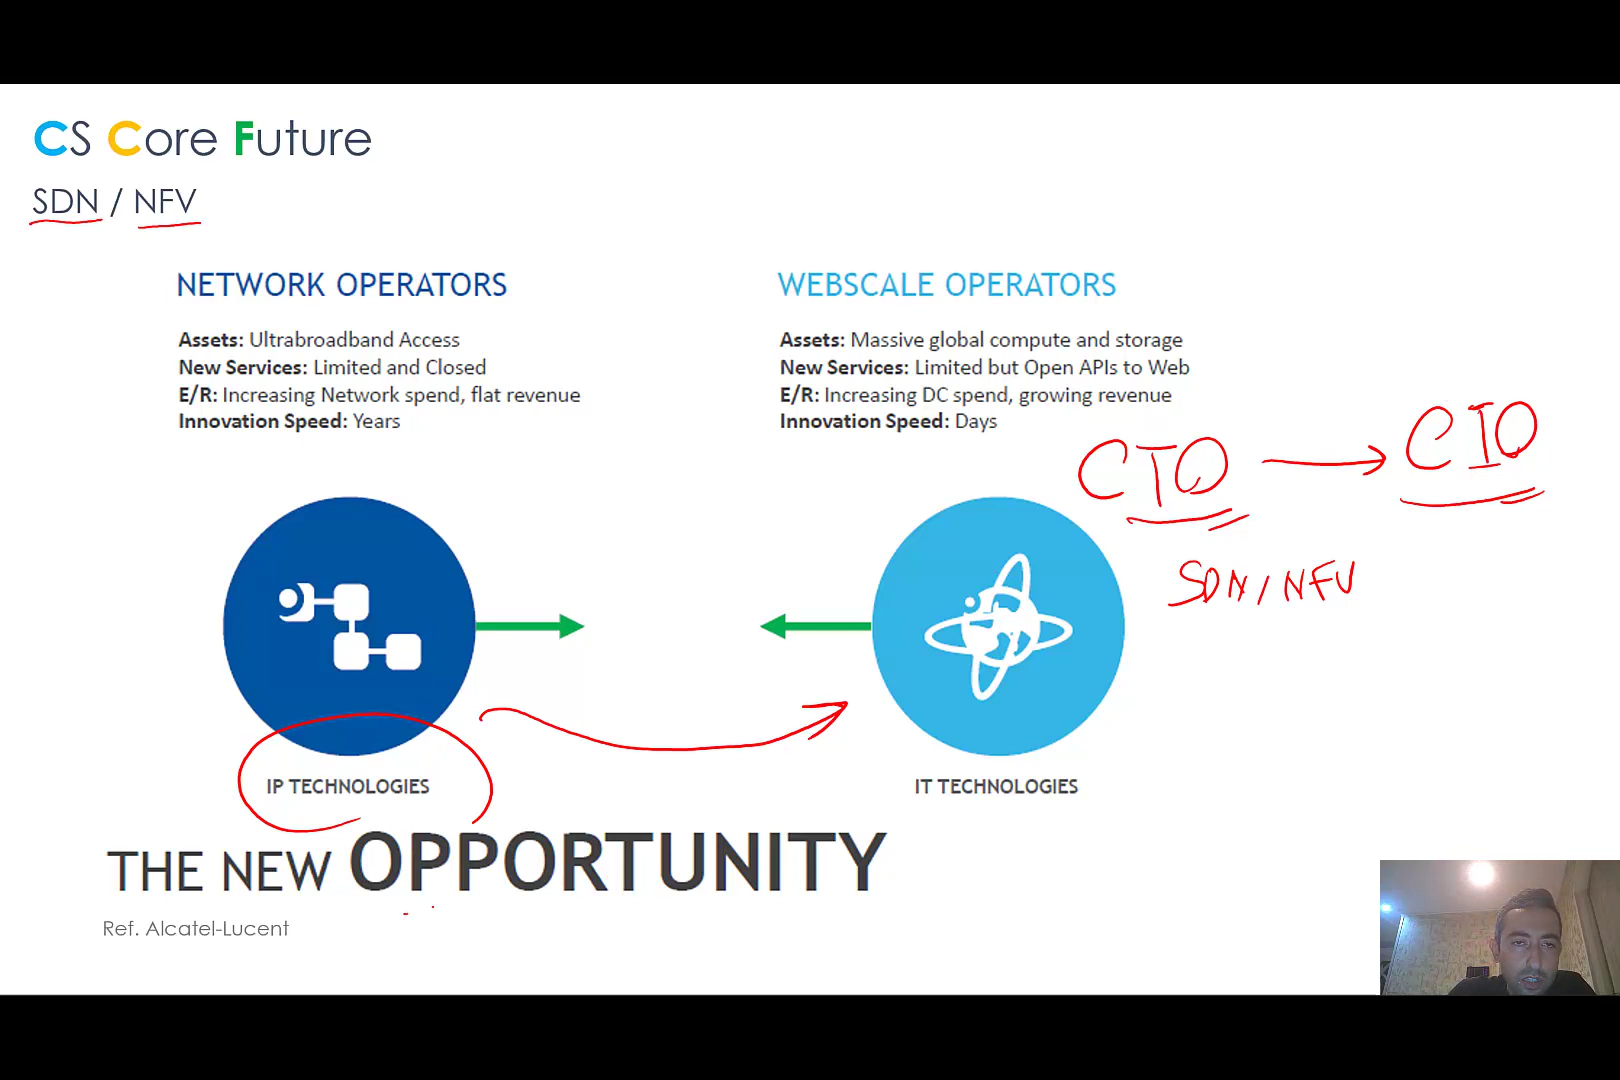 CS Core Future
SDN / NFV
NETWORK OPERATORS
Assets: Ultrabroadband Access
New Services: Limited and Closed
E/R: Increasing Network spend, flat revenue
Innovation Speed: Years
WEBSCALE OPERATORS
Assets: Massive global compute and storage
New Services: Limited but Open APIs to Web
E/R: Increasing DC spend, growing revenue
Innovation Speed: Days
CTO
CIO
SDN / NFV
IP TECHNOLOGIES
IT TECHNOLOGIES
THE NEW OPPORTUNITY
Ref. Alcatel-Lucent